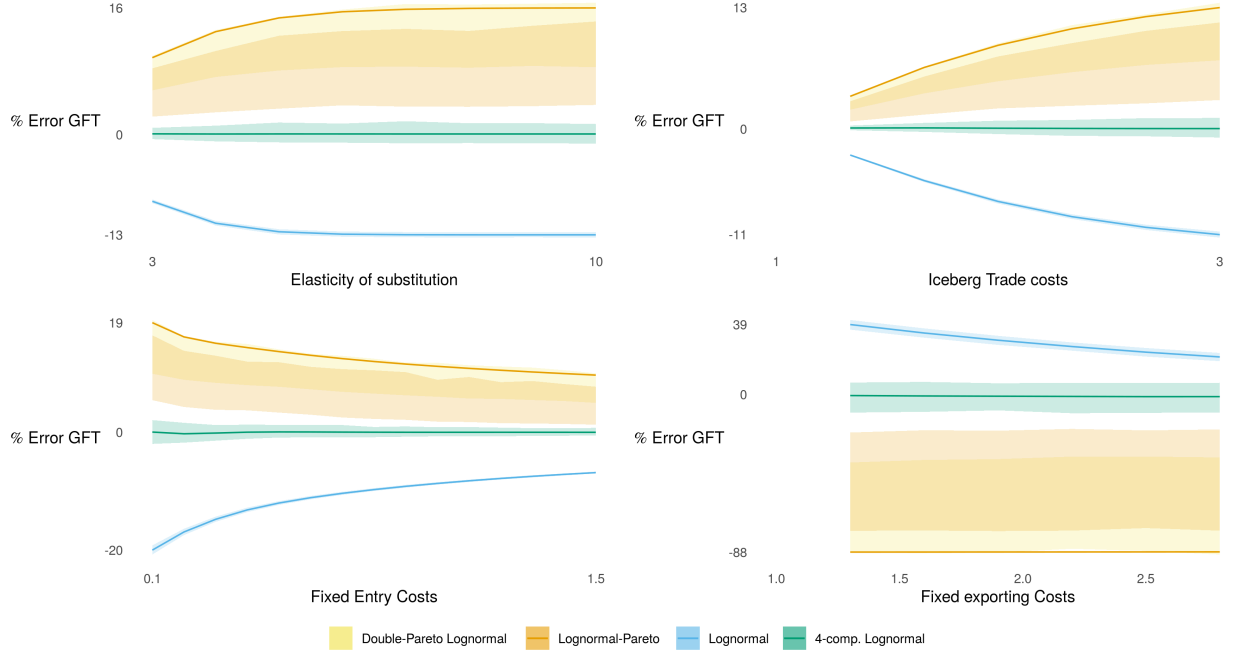 16
% Error GFT
0
-13
3
10
Elasticity of substitution
13
% Error GFT
0
-11
1
3
Iceberg Trade costs
19
0
% Error GFT
-20
0.1
1.5
Fixed Entry Costs
39
0
% Error GFT
-88
1.0
1.5
2.0
2.5
Fixed exporting Costs
Double-Pareto Lognormal
Lognormal-Pareto
Lognormal
4-comp. Lognormal